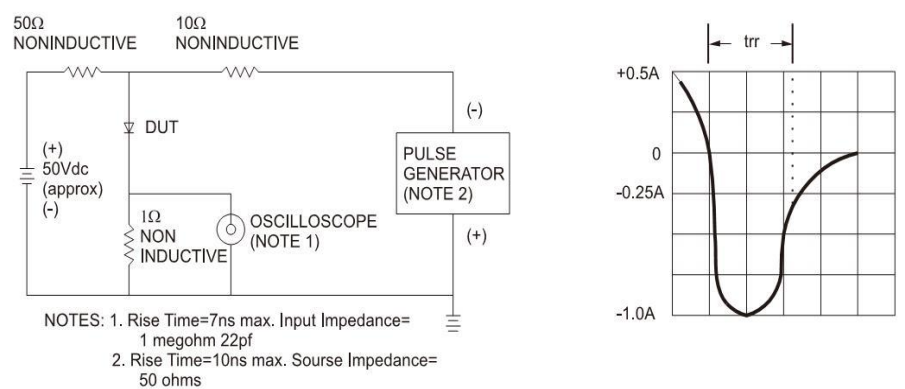 50Ω
NONINDUCTIVE
10Ω
NONINDUCTIVE
DUT
(+)
50Vdc
(approx)
(-)
1Ω
NON
INDUCTIVE
OSCILLOSCOPE
(NOTE 1)
(-)
PULSE
GENERATOR
(NOTE 2)
(+)
NOTES: 1. Rise Time=7ns max. Input Impedance=
1 megohm 22pf
2. Rise Time=10ns max. Sourse Impedance=
50 ohms
trr
+0.5A
0
-0.25A
-1.0A